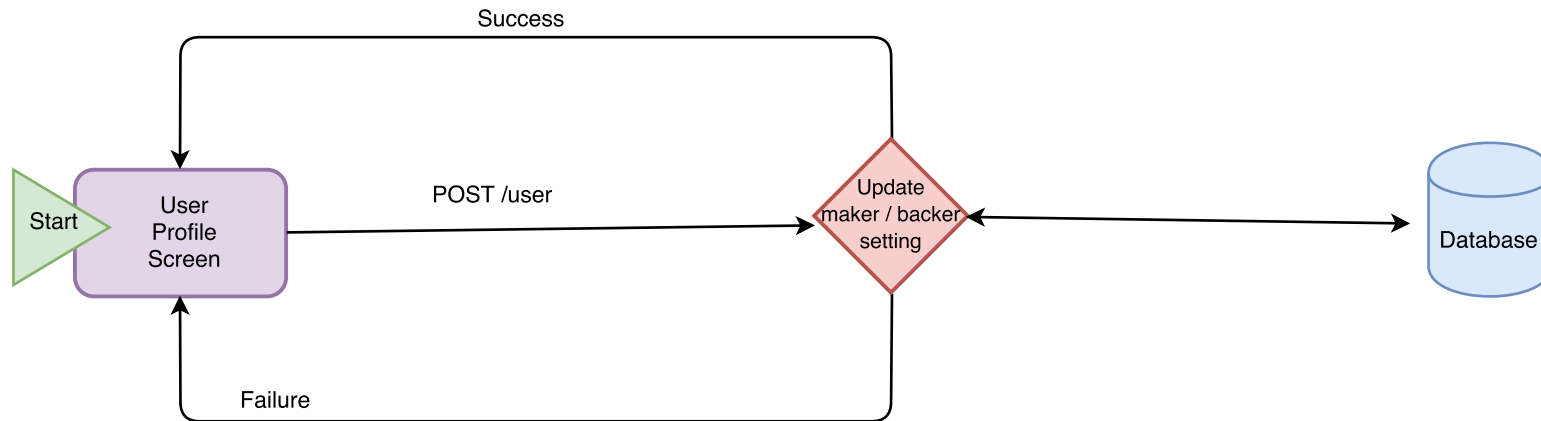 Success
Start
User
Profile
Screen
POST /user
Update
maker / backer
setting
Database
Failure